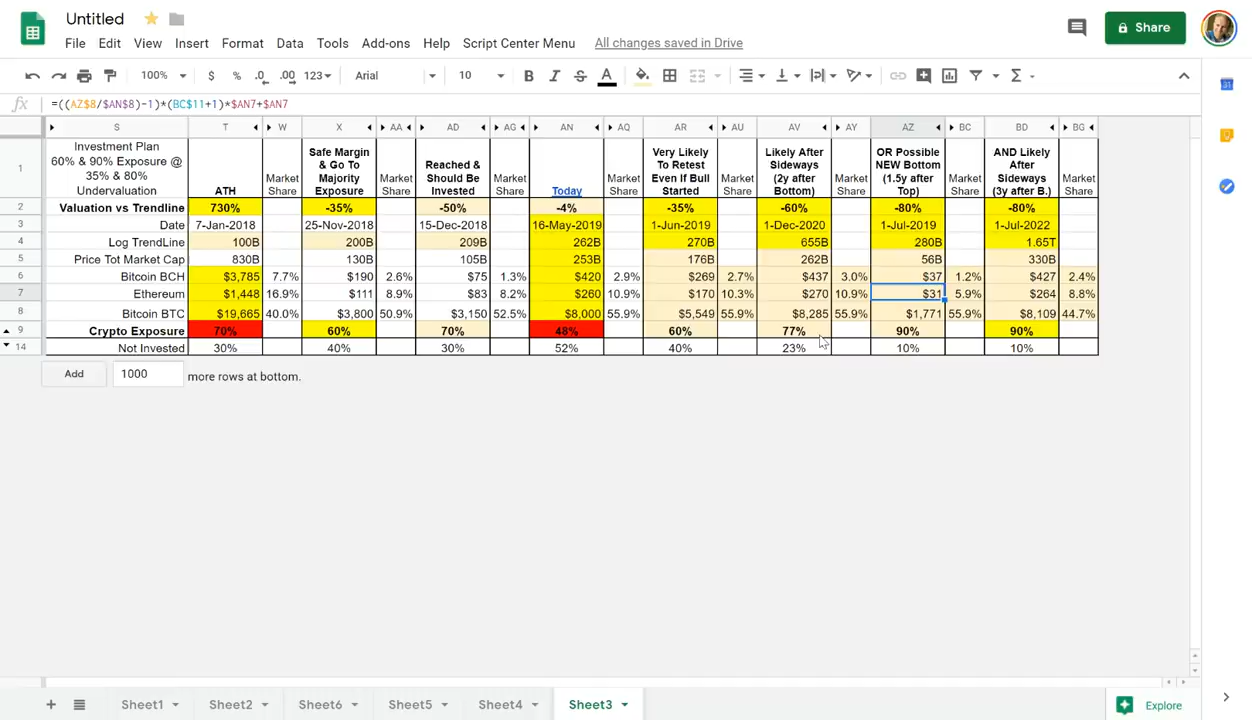 Untitled
Share
File Edit View Insert Format Data Tools Add-ons Help Script Center Menu All changes saved in Drive
100% $ % .0 .00 123 Arial 10 B I S A Σ
fx =((AZ$8/$AN$8)-1)*(BC$11+1)*$AN7+$AN7
S T W X AA AD AG AN AQ AR AU AV AY AZ BC BD BG
1 Investment Plan 60% & 90% Exposure @ 35% & 80% Undervaluation ATH Market Share Safe Margin & Go To Majority Exposure Market Share Reached & Should Be Invested Market Share Today Market Share Very Likely To Retest Even If Bull Started Market Share Likely After Sideways (2y after Bottom) Market Share OR Possible NEW Bottom (1.5y after Top) Market Share AND Likely After Sideways (3y after B.) Market Share
2 Valuation vs Trendline 730% -35% -50% -4% -35% -60% -80% -80%
3 Date 7-Jan-2018 25-Nov-2018 15-Dec-2018 16-May-2019 1-Jun-2019 1-Dec-2020 1-Jul-2019 1-Jul-2022
4 Log TrendLine 100B 200B 209B 262B 270B 655B 280B 1.65T
5 Price Tot Market Cap 830B 130B 105B 253B 176B 262B 56B 330B
6 Bitcoin BCH $3,785 7.7% $190 2.6% $75 1.3% $420 2.9% $269 2.7% $437 3.0% $37 1.2% $427 2.4%
7 Ethereum $1,448 16.9% $111 8.9% $83 8.2% $260 10.9% $170 10.3% $270 10.9% $31 5.9% $264 8.8%
8 Bitcoin BTC $19,665 40.0% $3,800 50.9% $3,150 52.5% $8,000 55.9% $5,549 55.9% $8,285 55.9% $1,771 55.9% $8,109 44.7%
9 Crypto Exposure 70% 60% 70% 48% 60% 77% 90% 90%
14 Not Invested 30% 40% 30% 52% 40% 23% 10% 10%
Add 1000 more rows at bottom.
Sheet1 Sheet2 Sheet6 Sheet5 Sheet4 Sheet3 Explore